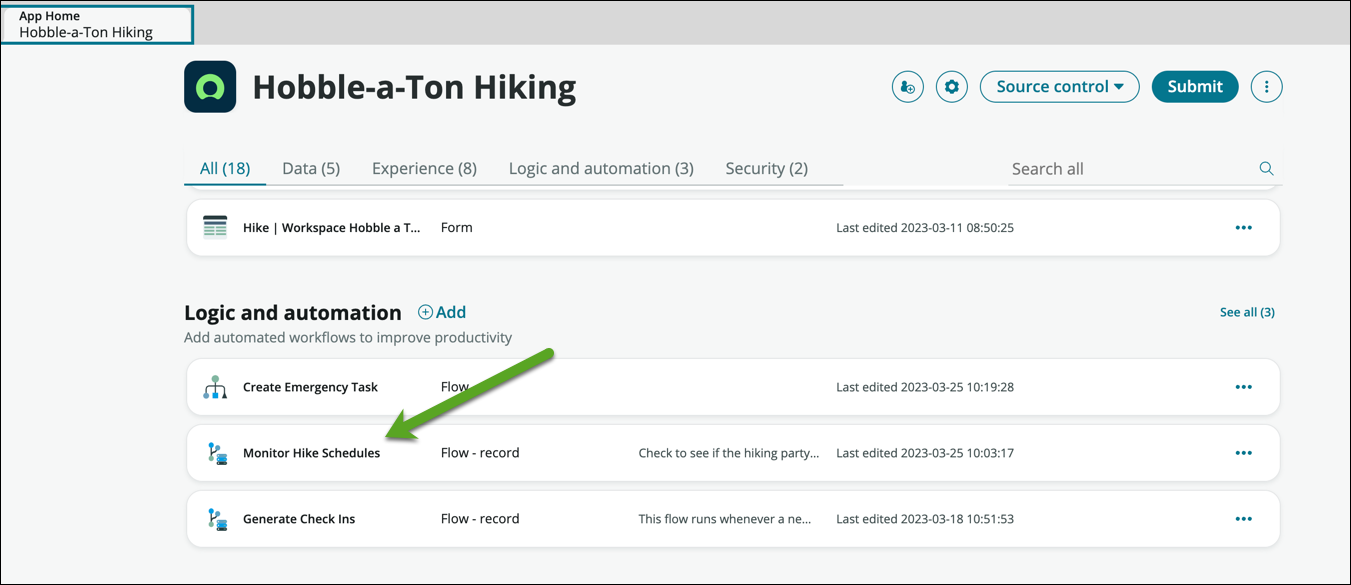 App Home
Hobble-a-Ton Hiking
Hobble-a-Ton Hiking
Source control
Submit
All (18) Data (5) Experience (8) Logic and automation (3) Security (2) Search all
Hike | Workspace Hobble a T... Form Last edited 2023-03-11 08:50:25
Logic and automation Add See all (3)
Add automated workflows to improve productivity
Create Emergency Task Flow Last edited 2023-03-25 10:19:28
Monitor Hike Schedules Flow - record Check to see if the hiking party... Last edited 2023-03-25 10:03:17
Generate Check Ins Flow - record This flow runs whenever a ne... Last edited 2023-03-18 10:51:53